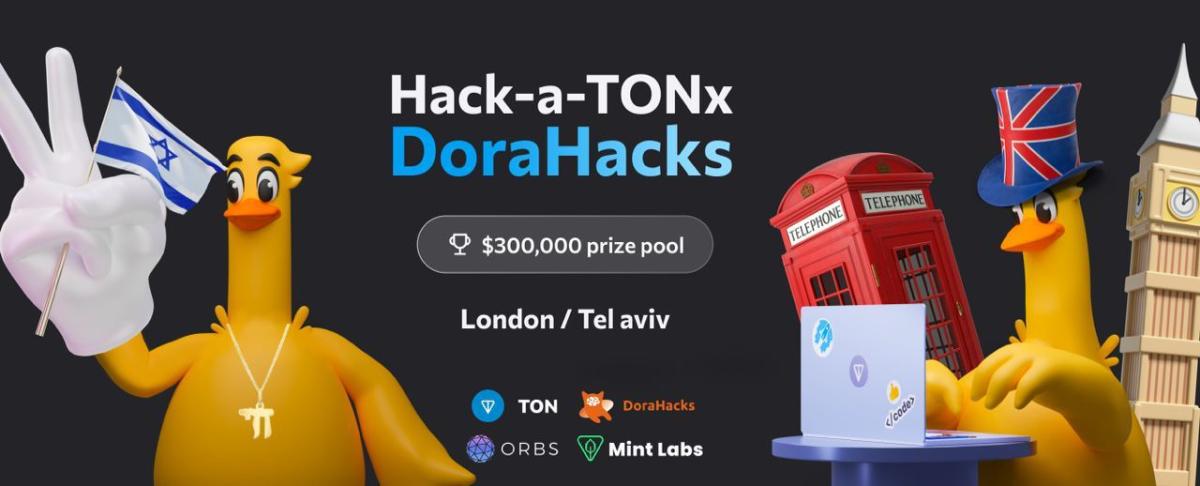 Hack-a-TONx
DoraHacks
$300,000 prize pool
London / Tel aviv
TON
DoraHacks
ORBS
Mint Labs
TELEPHONE
TELEPHONE
</code>